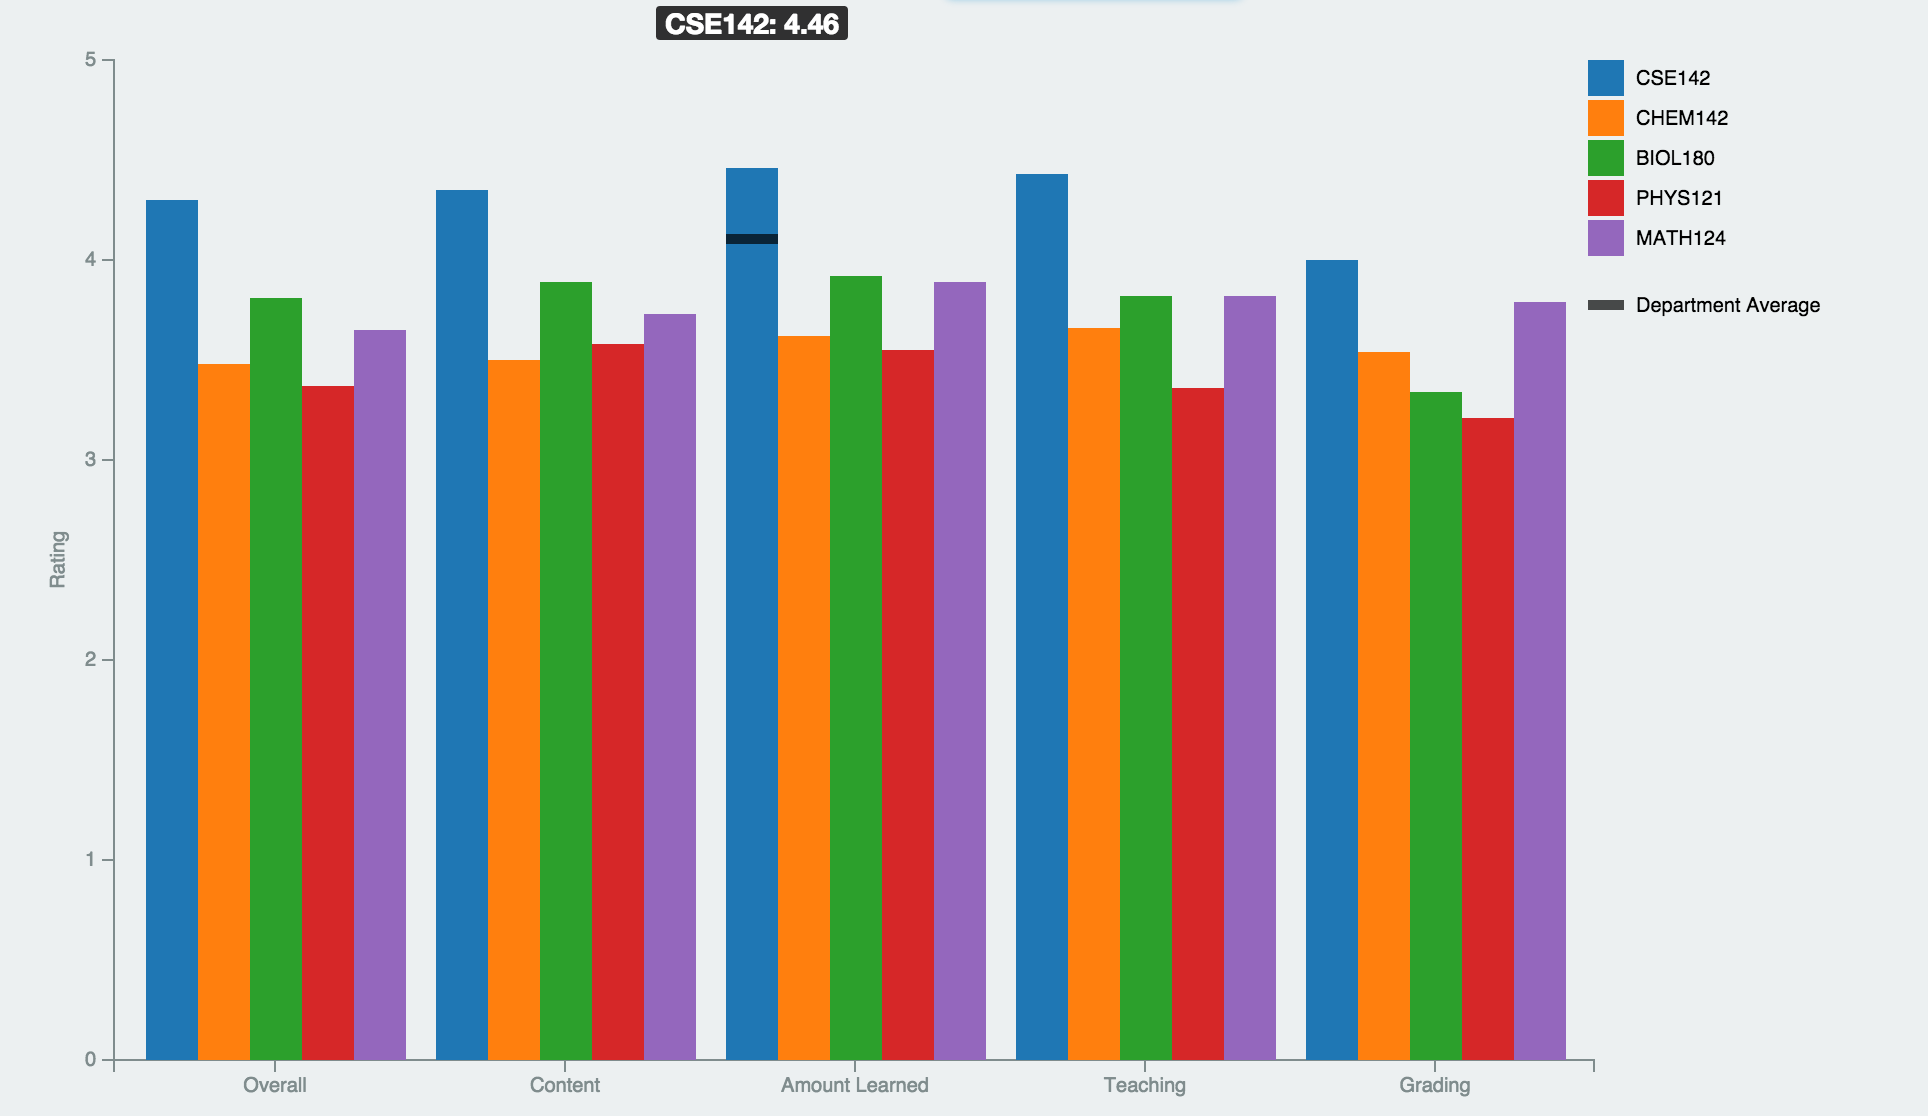 CSE142: 4.46
5
4
3
2
1
0
Rating
Overall
Content
Amount Learned
Teaching
Grading
CSE142
CHEM142
BIOL180
PHYS121
MATH124
Department Average